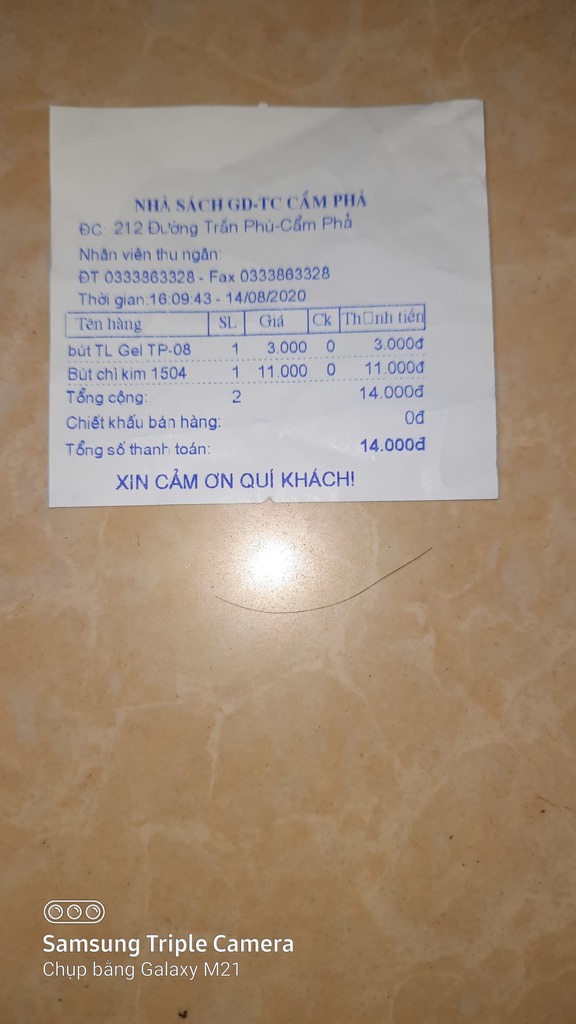 NHÀ SÁCH GD-TC CẨM PHẢ
ĐC: 212 Đường Trần Phú-Cẩm Phả
Nhân viên thu ngân:
ĐT 0333863328 - Fax 0333863328
Thời gian:16:09:43 - 14/08/2020
Tên hàng SL Giá Ck Th□nh tiền
bút TL Gel TP-08 1 3.000 0 3.000đ
Bút chì kim 1504 1 11.000 0 11.000đ
Tổng cộng: 2 14.000đ
Chiết khấu bán hàng: 0đ
Tổng số thanh toán: 14.000đ
XIN CẢM ƠN QUÍ KHÁCH!
Samsung Triple Camera
Chụp bằng Galaxy M21